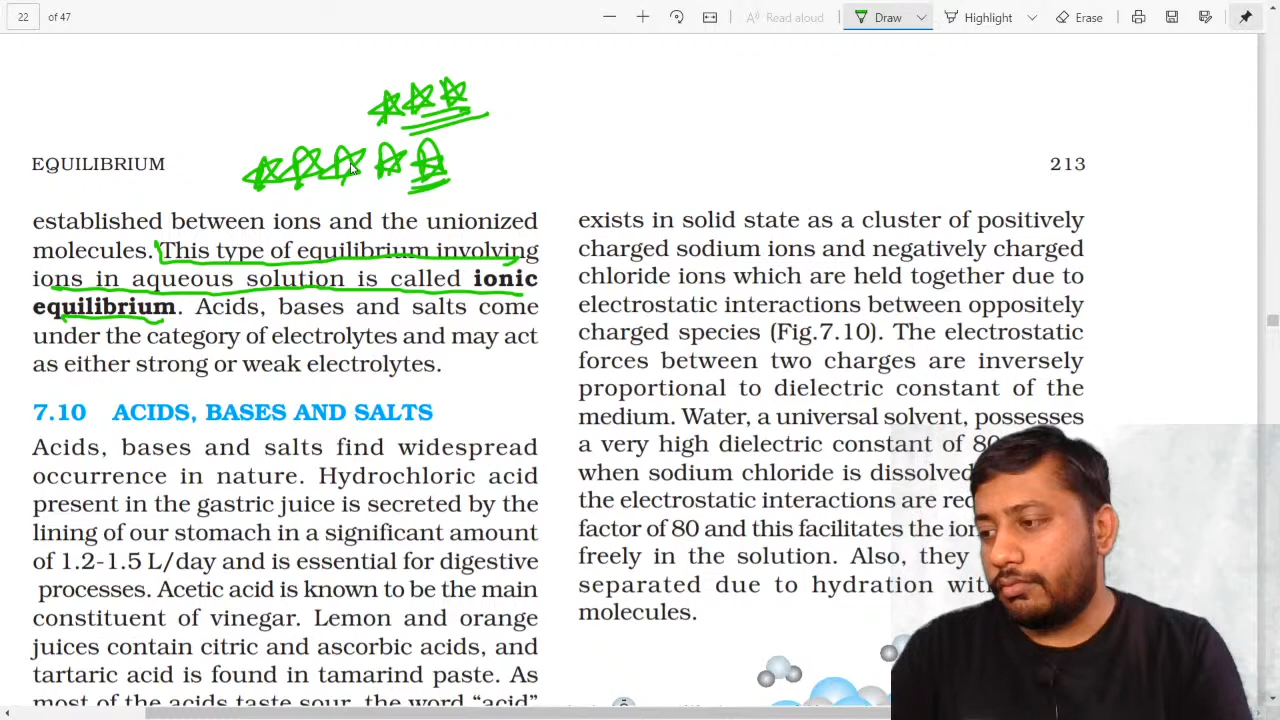 22 of 47
Read aloud
Draw
Highlight
Erase
EQUILIBRIUM
213
established between ions and the unionized
molecules. This type of equilibrium involving
ions in aqueous solution is called ionic
equilibrium. Acids, bases and salts come
under the category of electrolytes and may act
as either strong or weak electrolytes.
7.10 ACIDS, BASES AND SALTS
Acids, bases and salts find widespread
occurrence in nature. Hydrochloric acid
present in the gastric juice is secreted by the
lining of our stomach in a significant amount
of 1.2-1.5 L/day and is essential for digestive
processes. Acetic acid is known to be the main
constituent of vinegar. Lemon and orange
juices contain citric and ascorbic acids, and
tartaric acid is found in tamarind paste. As
most of the acids taste sour, the word “acid”
exists in solid state as a cluster of positively
charged sodium ions and negatively charged
chloride ions which are held together due to
electrostatic interactions between oppositely
charged species (Fig.7.10). The electrostatic
forces between two charges are inversely
proportional to dielectric constant of the
medium. Water, a universal solvent, possesses
a very high dielectric constant of 80
when sodium chloride is dissolved
the electrostatic interactions are
factor of 80 and this facilitates the
freely in the solution. Also, they
separated due to hydration
molecules.